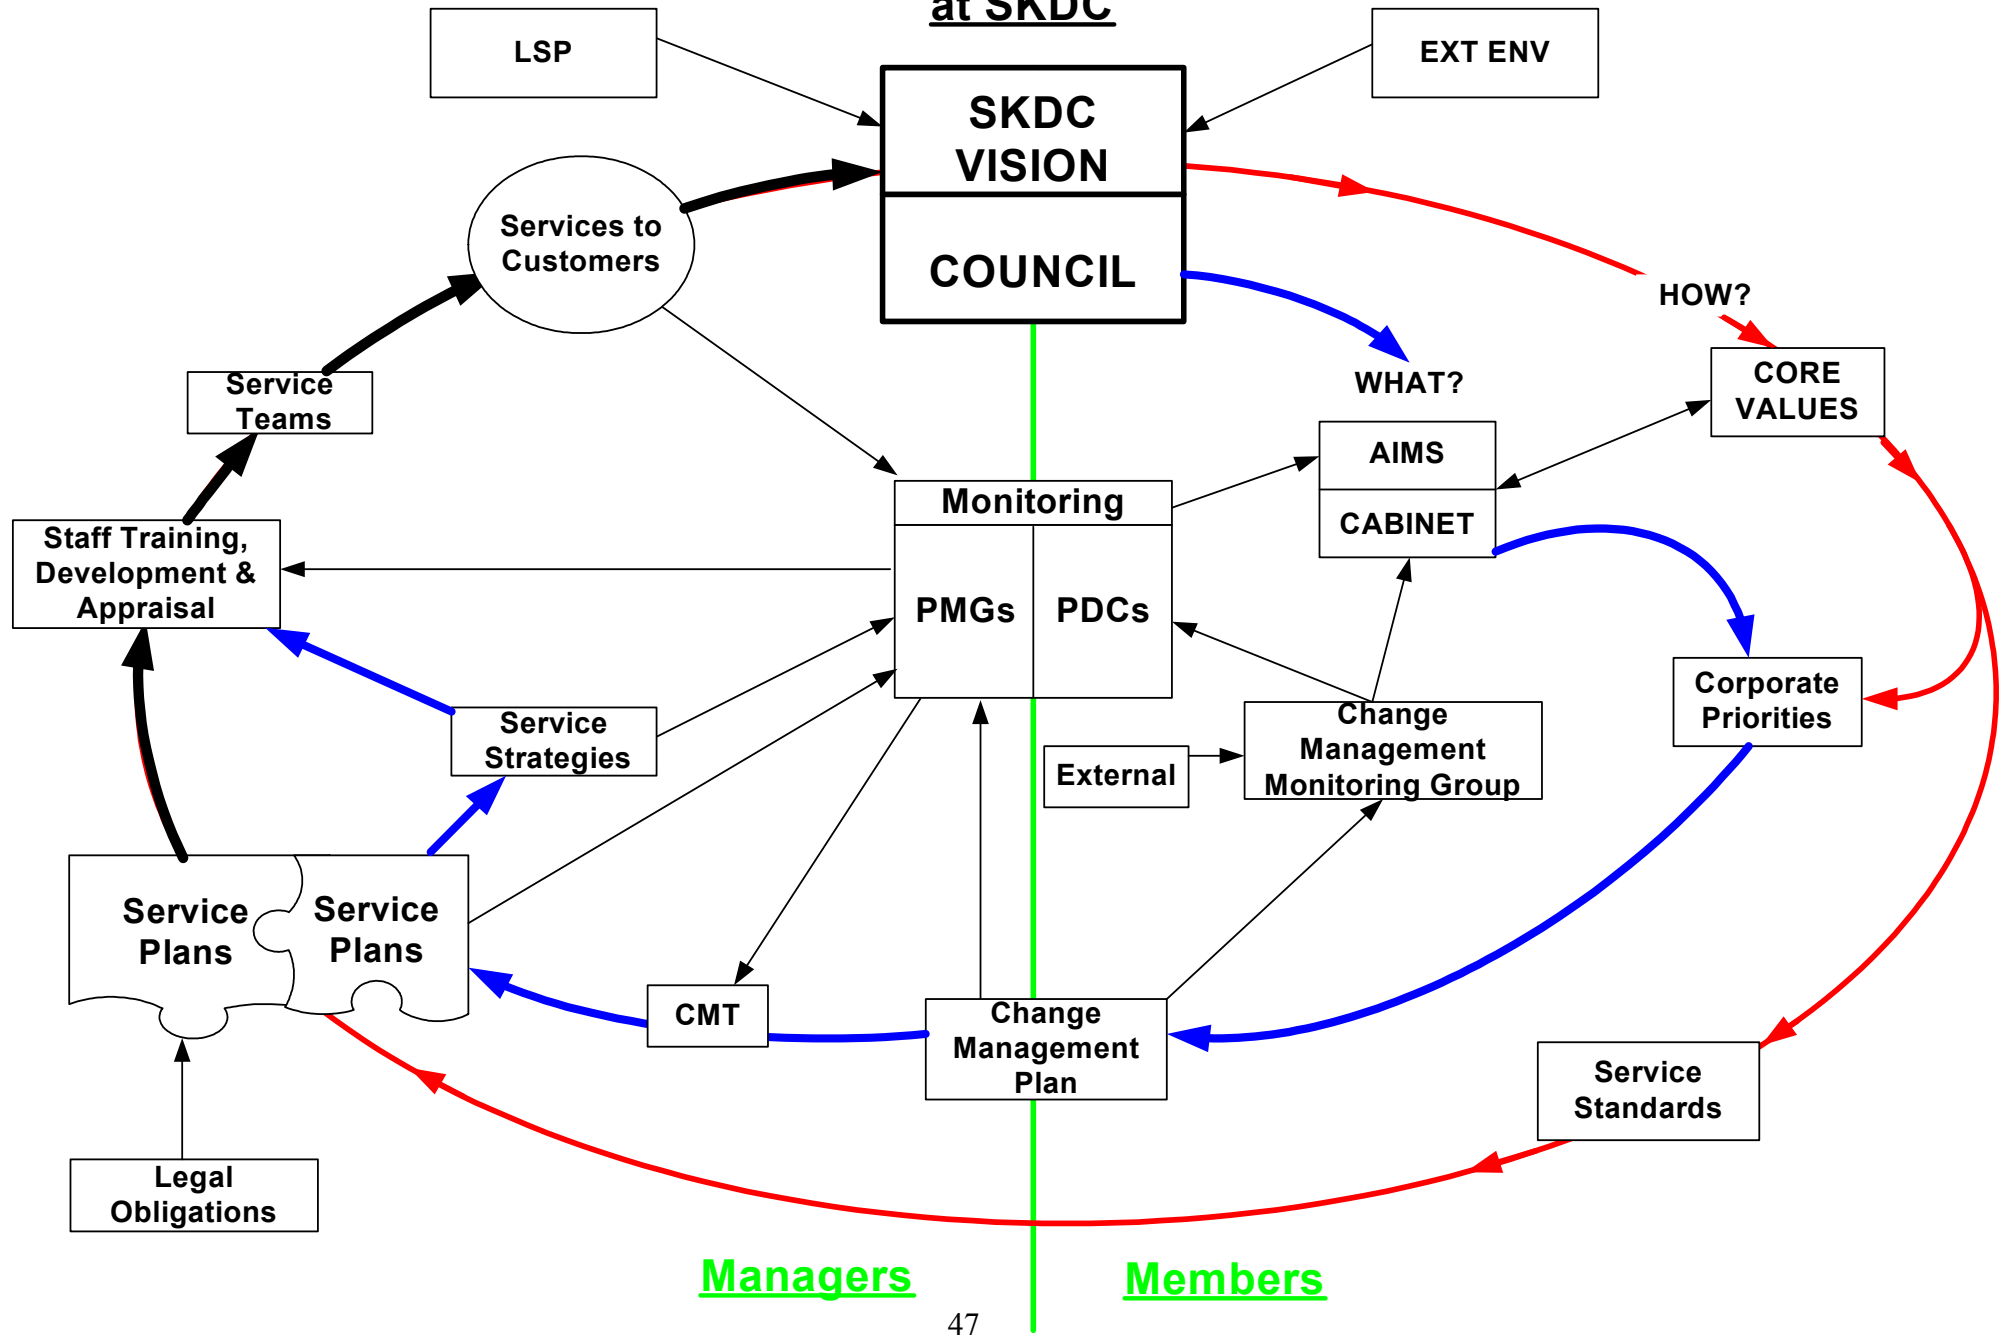 at SKDC
LSP
EXT ENV
SKDC
VISION
COUNCIL
Services to
Customers
HOW?
WHAT?
CORE
VALUES
Service
Teams
AIMS
CABINET
Monitoring
PMGs
PDCs
Staff Training,
Development &
Appraisal
Service
Strategies
Corporate
Priorities
Change
Management
Monitoring Group
External
Service
Plans
Service
Plans
CMT
Change
Management
Plan
Service
Standards
Legal
Obligations
Managers
Members
47